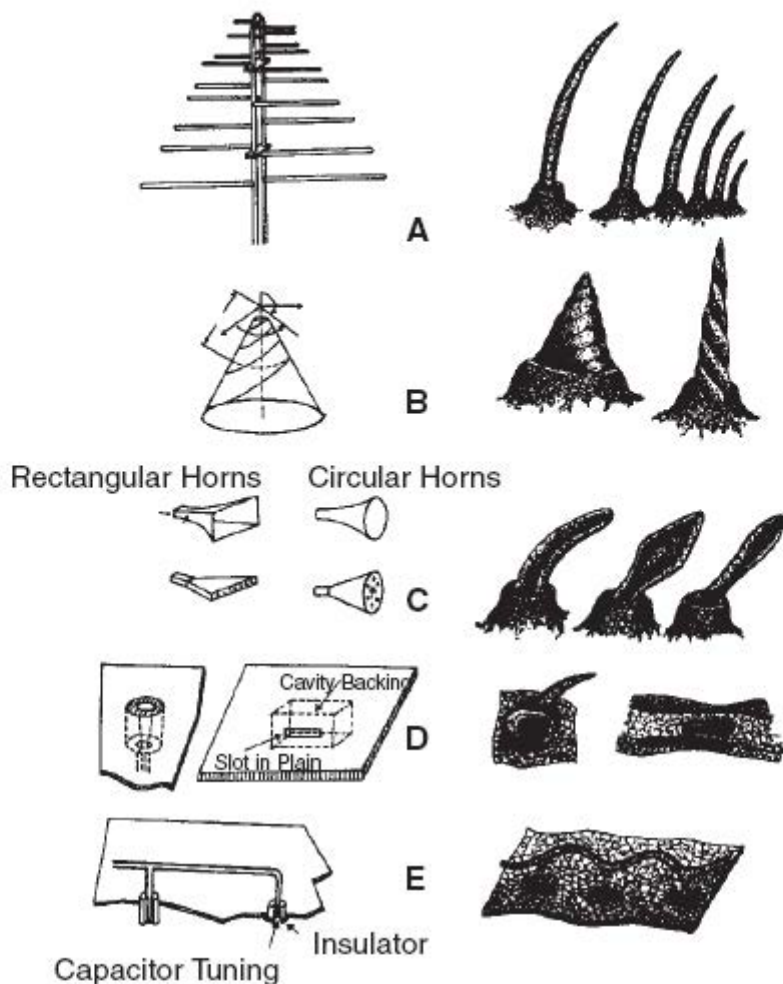 A
B
Rectangular Horns
Circular Horns
C
Cavity Backing
D
Slot in Plain
E
Insulator
Capacitor Tuning